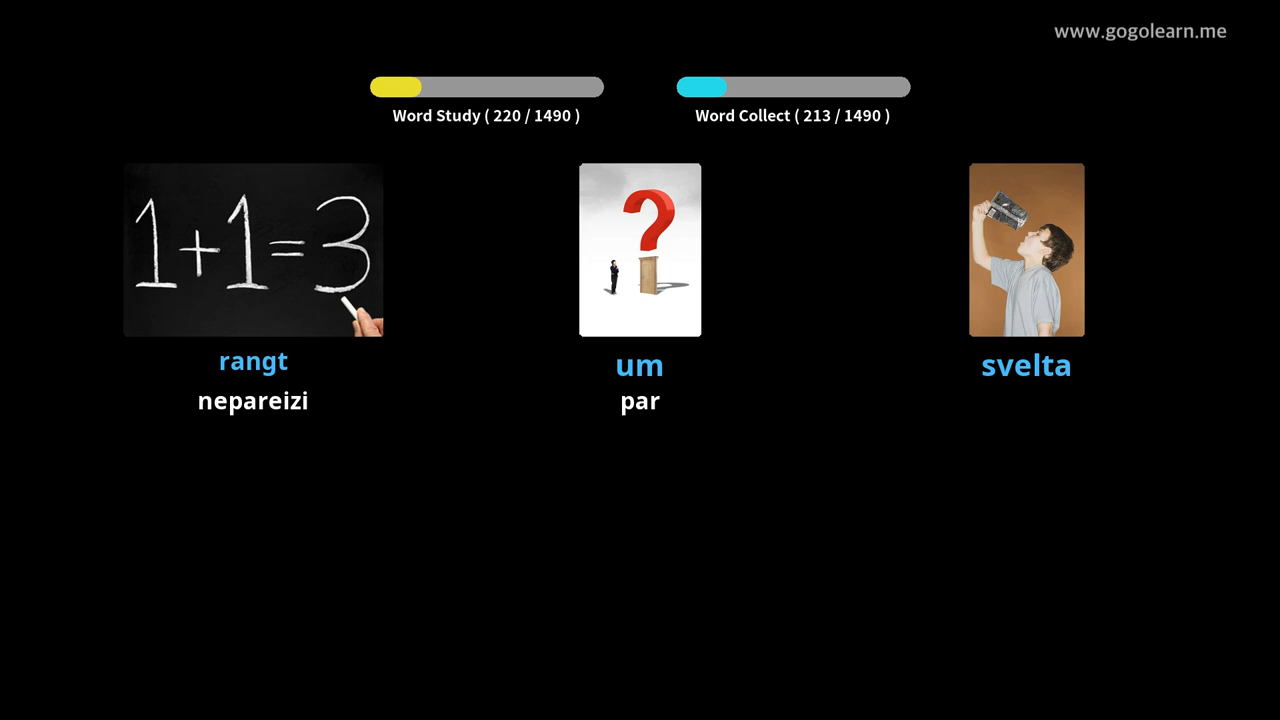 www.gogolearn.me
Word Study ( 220 / 1490 )
Word Collect ( 213 / 1490 )
1+1=3
rangt
nepareizi
um
par
svelta